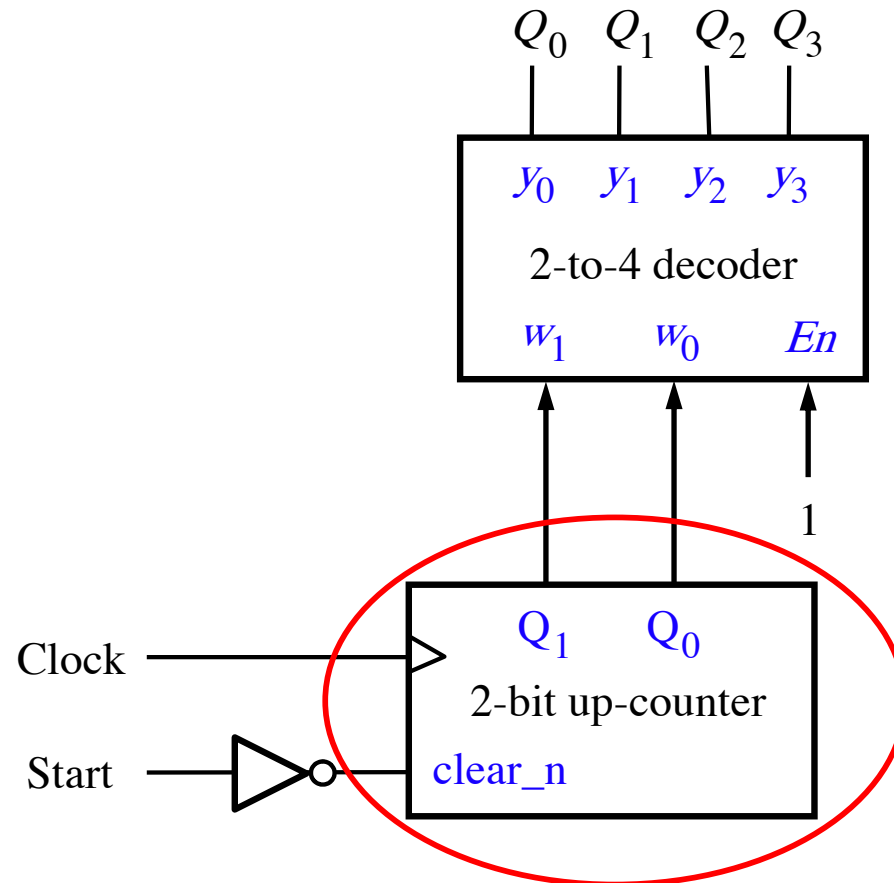 Q0 Q1 Q2 Q3
y0 y1 y2 y3
2-to-4 decoder
w1 w0 En
1
Q1 Q0
Clock
2-bit up-counter
Start
clear_n